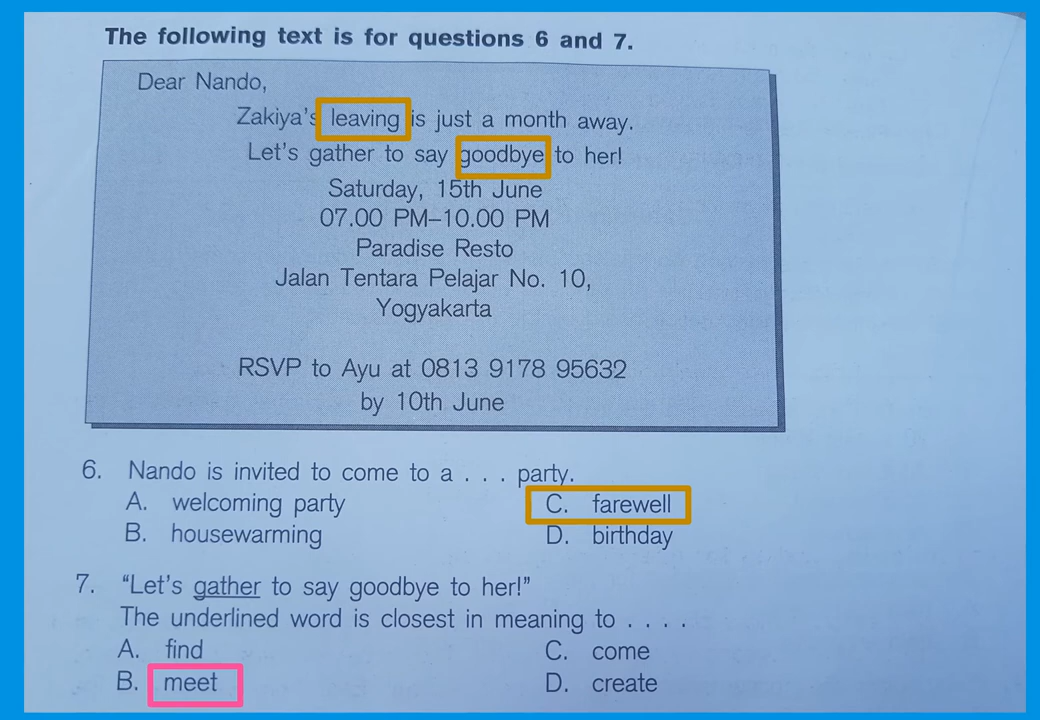 The following text is for questions 6 and 7.
Dear Nando,
Zakiya's leaving is just a month away.
Let's gather to say goodbye to her!
Saturday, 15th June
07.00 PM–10.00 PM
Paradise Resto
Jalan Tentara Pelajar No. 10,
Yogyakarta
RSVP to Ayu at 0813 9178 95632
by 10th June
6. Nando is invited to come to a . . . party.
A. welcoming party
B. housewarming
C. farewell
D. birthday
7. “Let's gather to say goodbye to her!”
The underlined word is closest in meaning to . . . .
A. find
B. meet
C. come
D. create